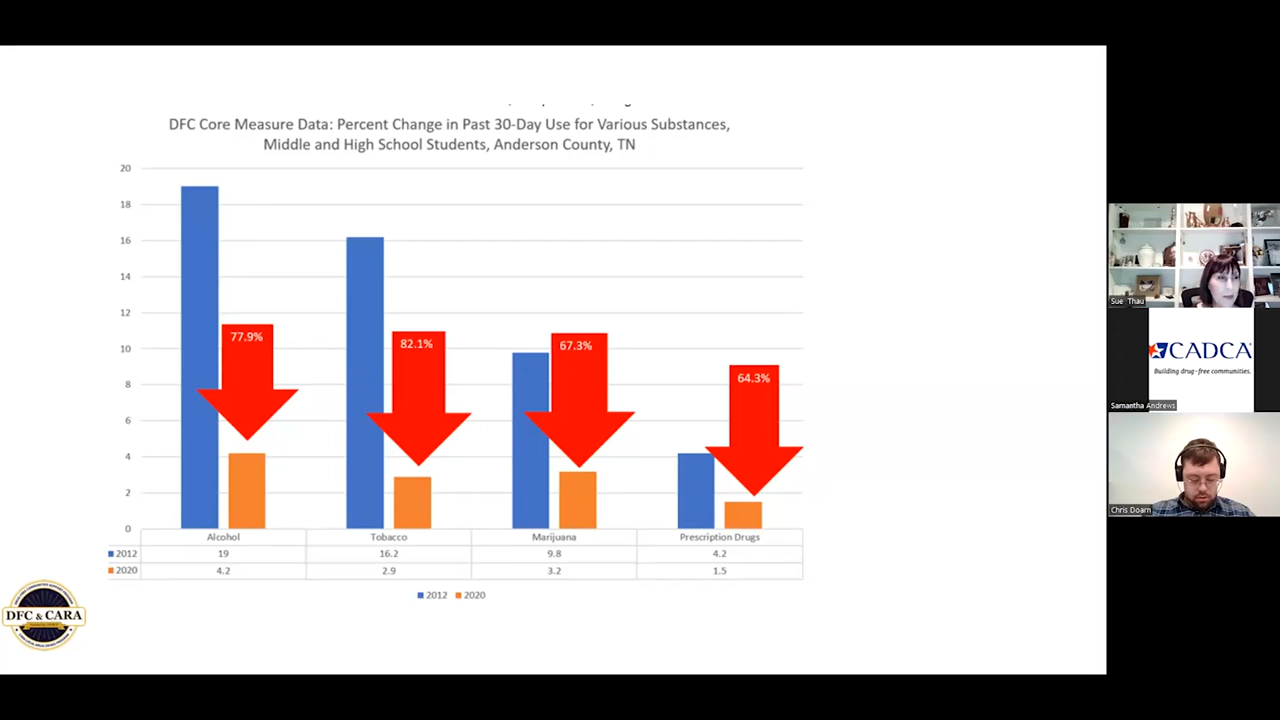 DFC Core Measure Data: Percent Change in Past 30-Day Use for Various Substances,
Middle and High School Students, Anderson County, TN
20
18
16
14
12
10
8
6
4
2
0
77.9%
82.1%
67.3%
64.3%
Alcohol Tobacco Marijuana Prescription Drugs
2012 19 16.2 9.8 4.2
2020 4.2 2.9 3.2 1.5
2012 2020
DFC & CARA
Sue Thau
CADCA
Building drug-free communities.
Samantha Andrews
Chris Doarn